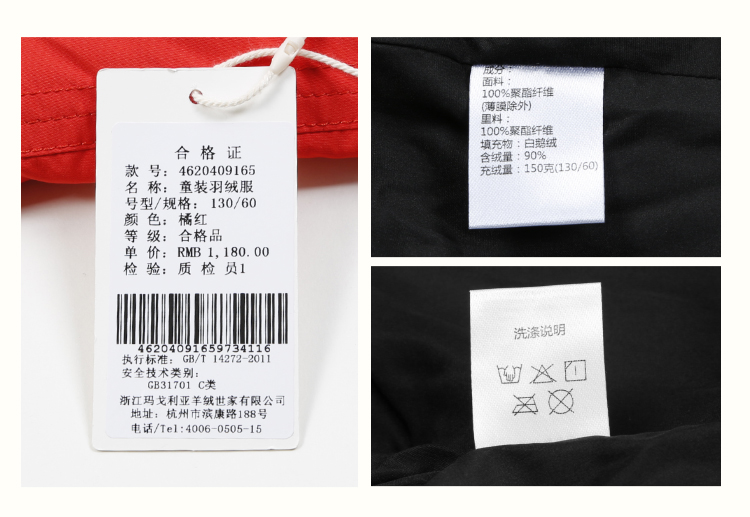 合格证
款 号: 4620409165
名 称: 童装羽绒服
号型/规格: 130/60
颜 色: 橘红
等 级: 合格品
单 价: RMB 1,180.00
检 验: 质 检 员1
46204091659734116
执行标准: GB/T 14272-2011
安全技术类别:
GB31701 C类
浙江玛戈利亚羊绒世家有限公司
地址: 杭州市滨康路188号
电话/Tel:4006-0505-15
成分:
面料:
100%聚酯纤维
(薄膜除外)
里料:
100%聚酯纤维
填充物: 白鹅绒
含绒量: 90%
充绒量: 150克(130/60)
洗涤说明